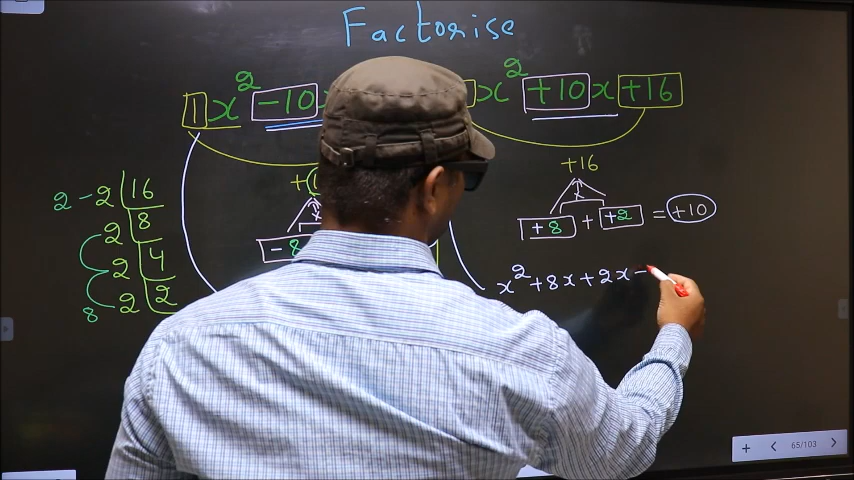 Factorise
1x² -10 x² +10x +16
+16
+8 + +2 = +10
-8
x² +8x + 2x -
2 - 2 | 16
2 | 8
2 | 4
8 2 | 2
65/103